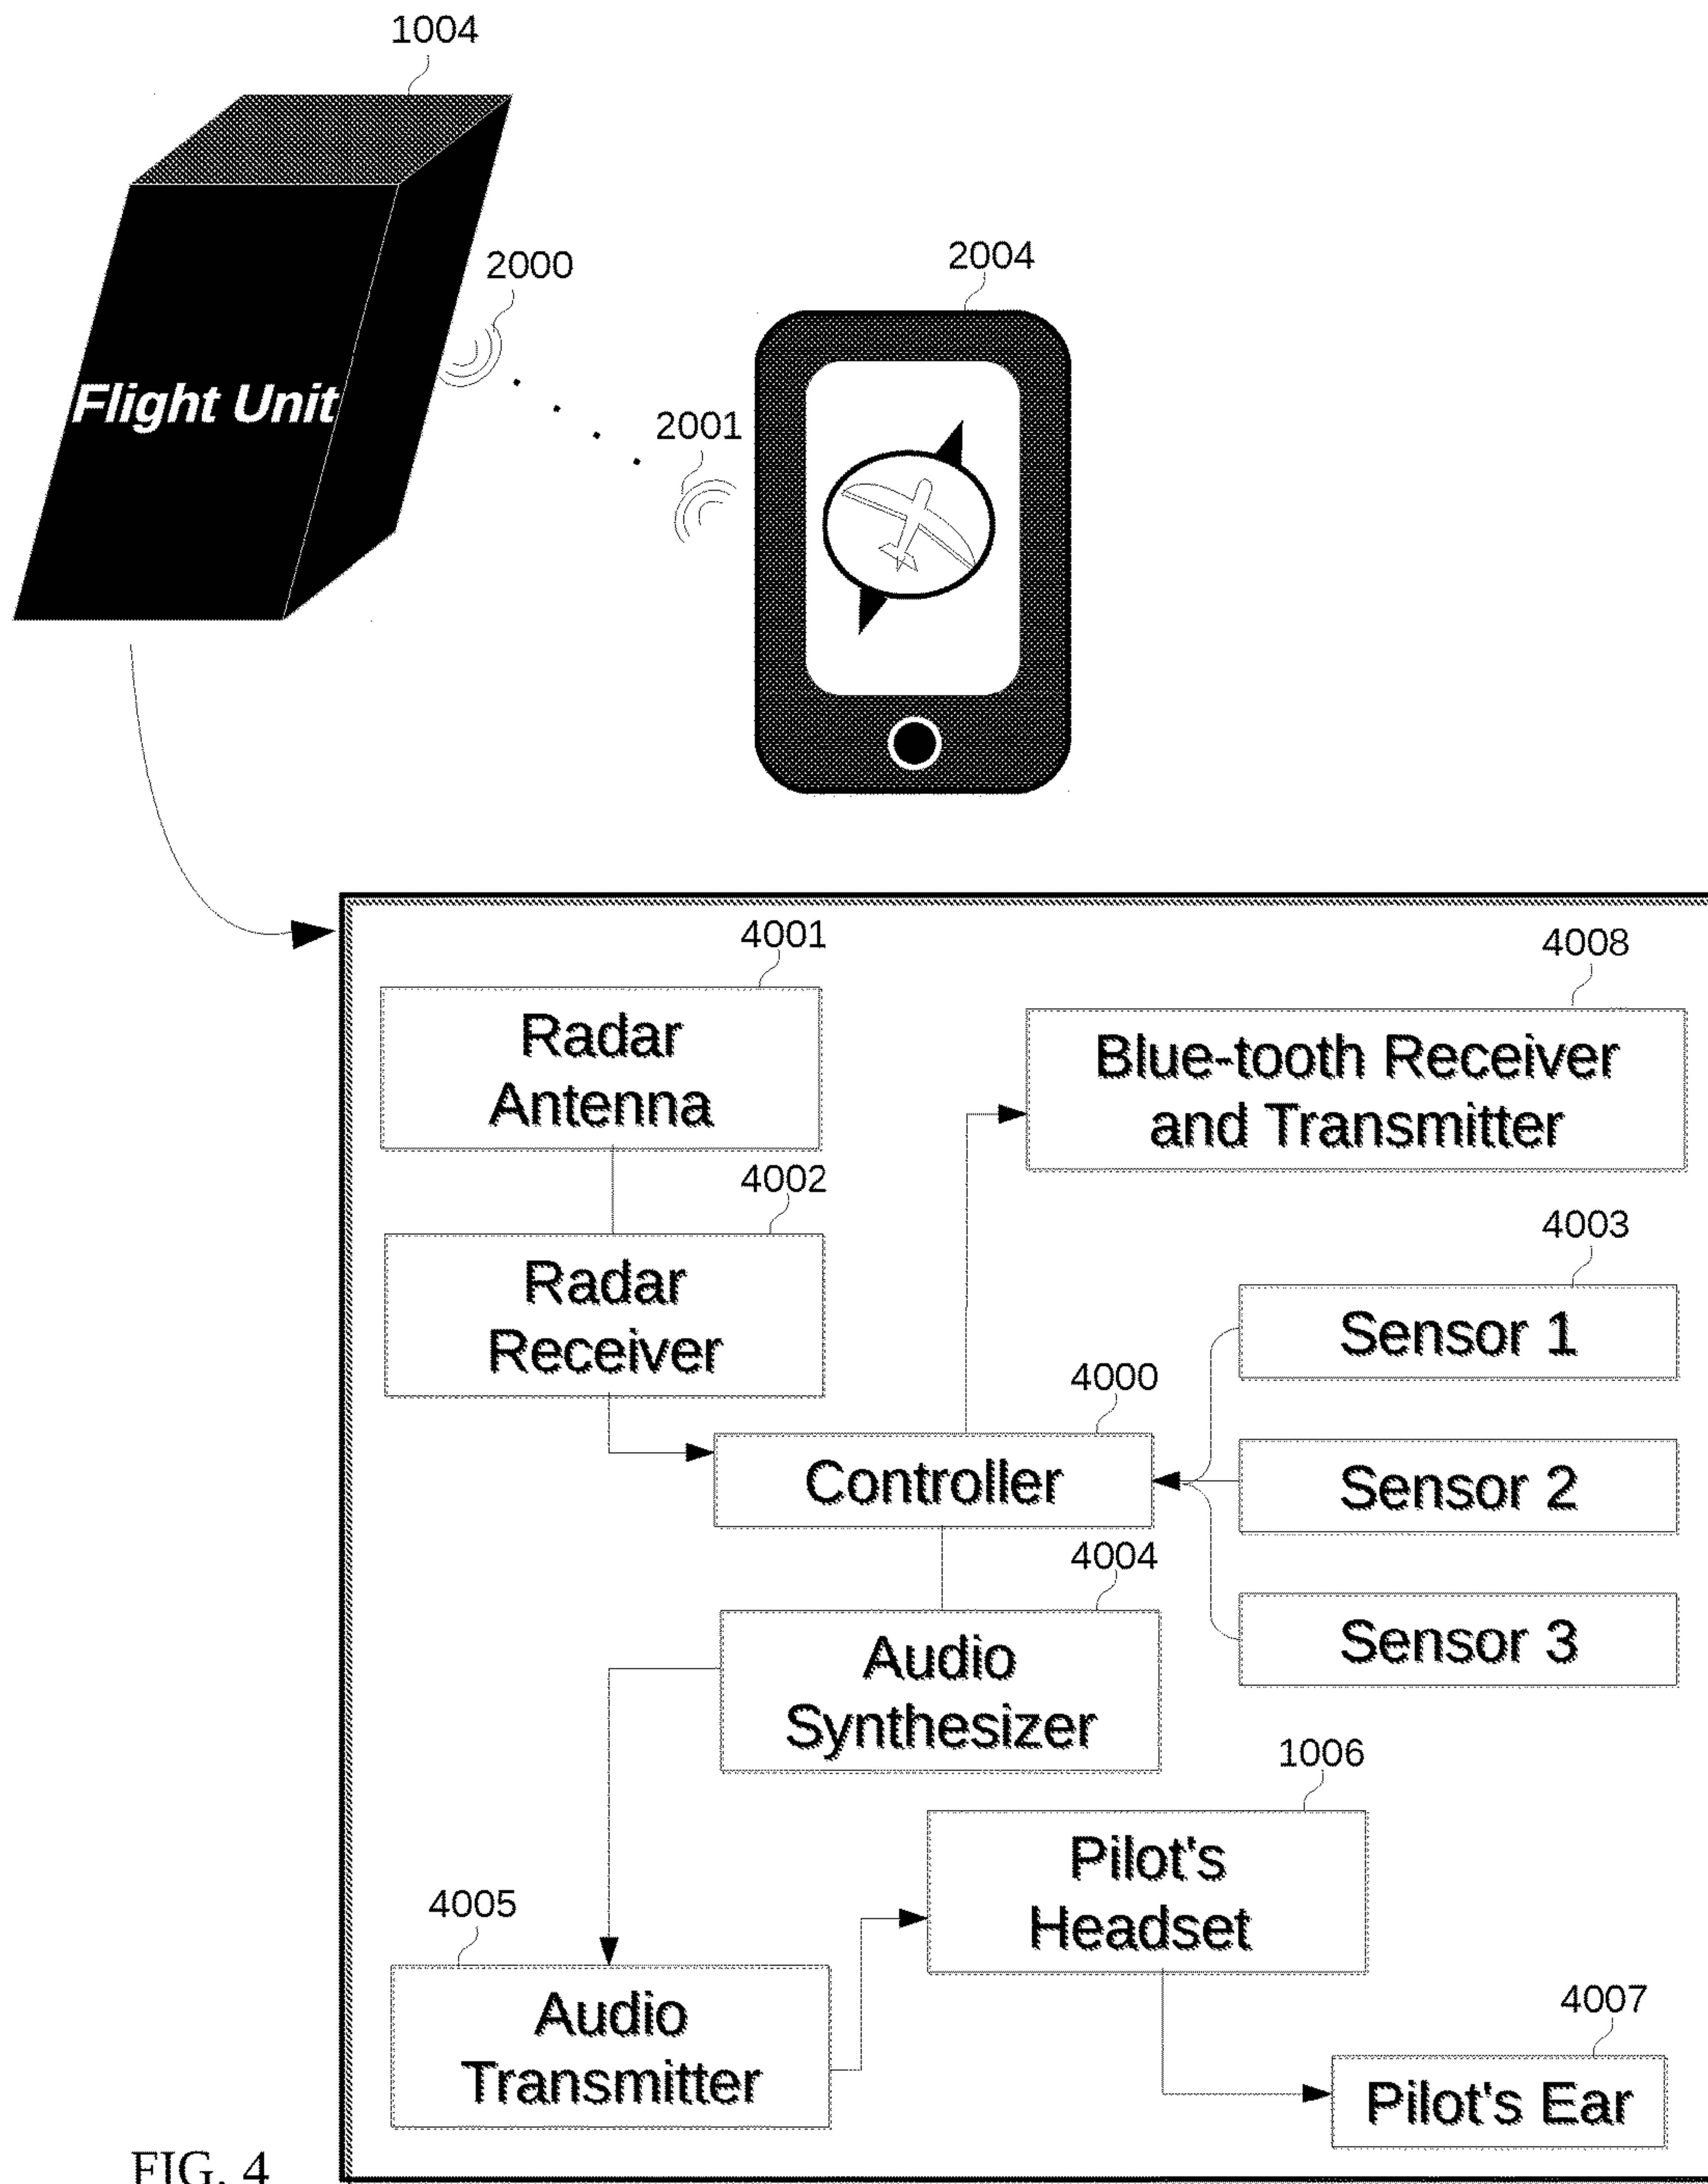 1004
2000
2004
Flight Unit
2001
4001
4008
Radar
Antenna
Blue-tooth Receiver
and Transmitter
4002
4003
Radar
Receiver
Sensor 1
4000
Controller
Sensor 2
4004
Audio
Synthesizer
Sensor 3
1006
Pilot's
Headset
4005
Audio
Transmitter
4007
Pilot's Ear
FIG. 4